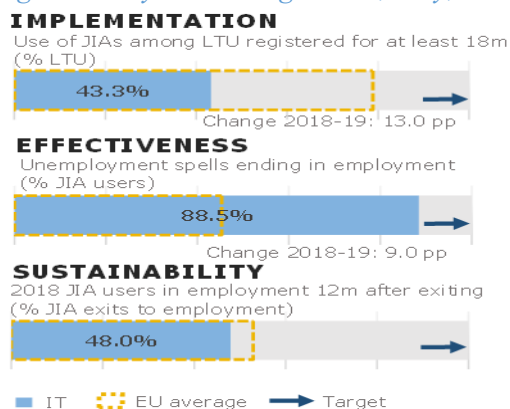 IMPLEMENTATION
Use of JIAs among LTU registered for at least 18m
(% LTU)
43.3%
Change 2018-19: 13.0 pp
EFFECTIVENESS
Unemployment spells ending in employment
(% JIA users)
88.5%
Change 2018-19: 9.0 pp
SUSTAINABILITY
2018 JIA users in employment 12m after exiting
(% JIA exits to employment)
48.0%
IT EU average Target